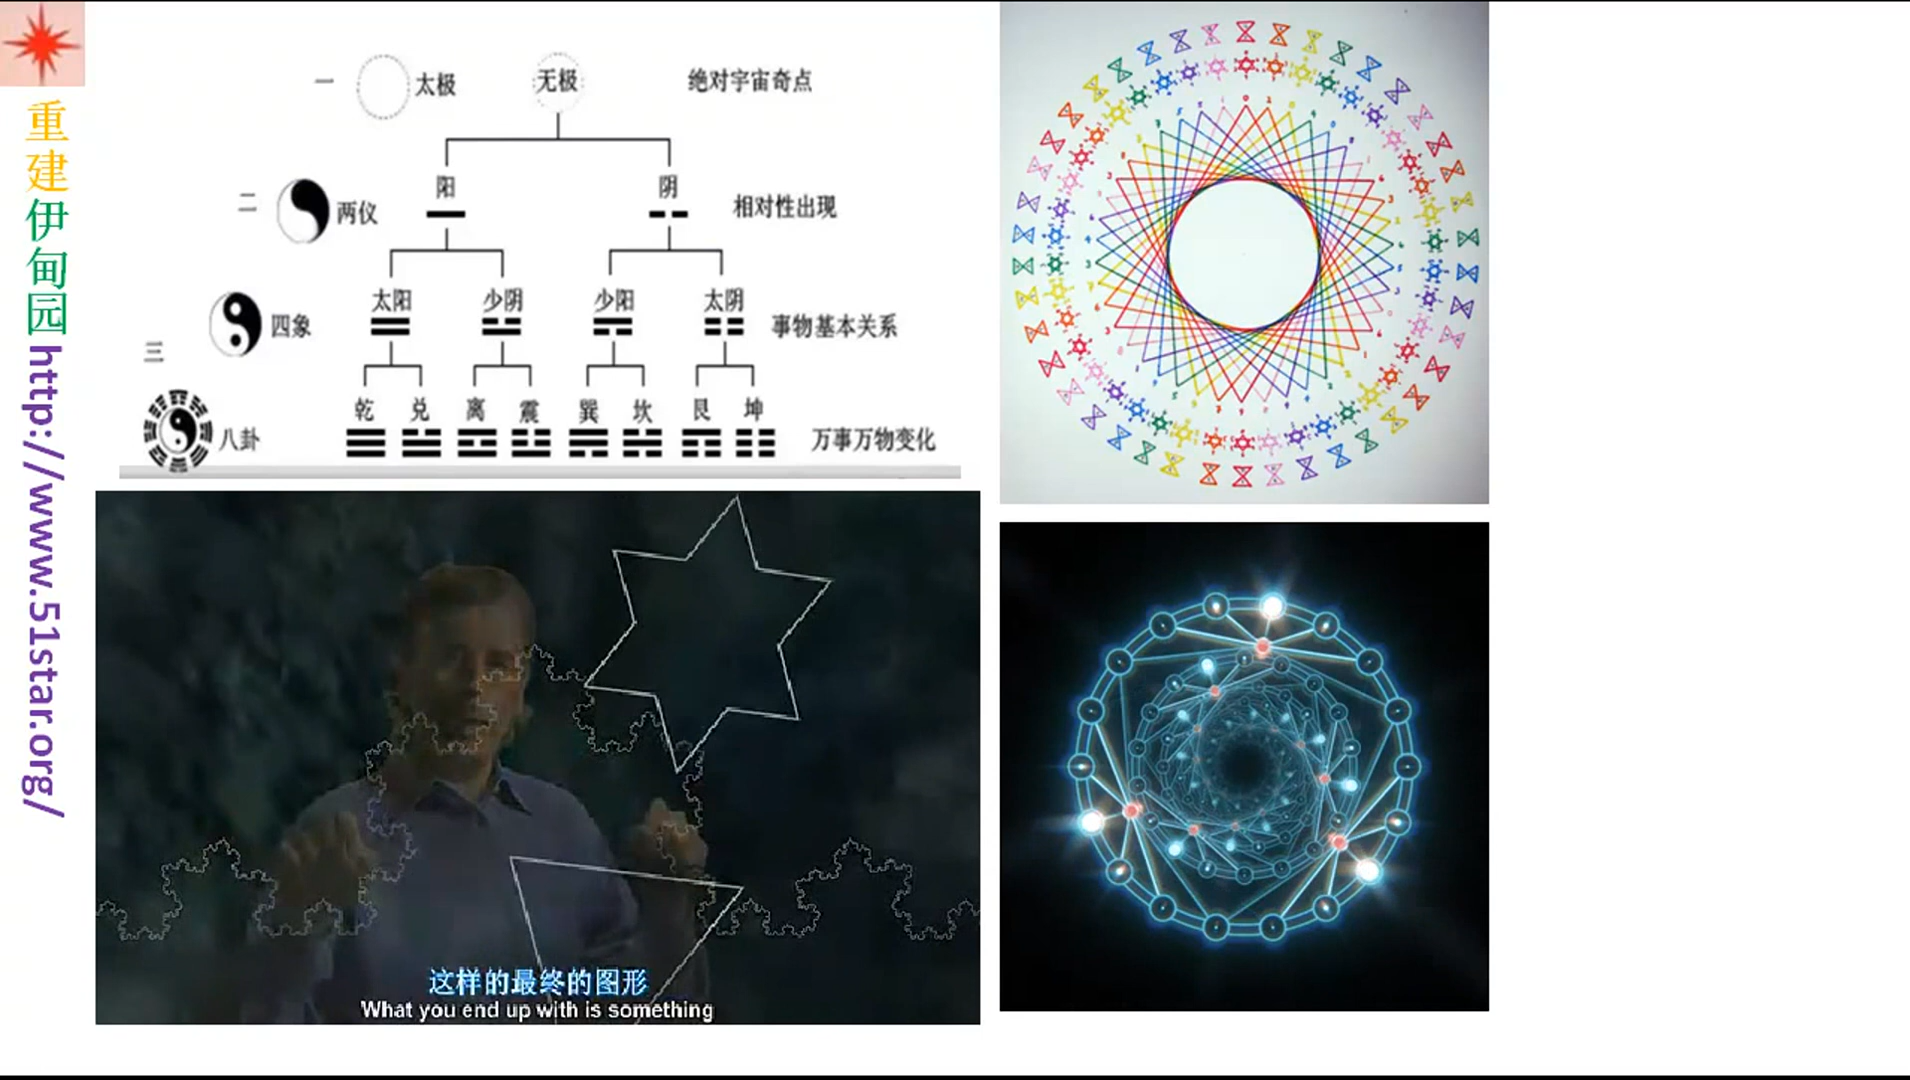 重建伊甸园 http://www.51star.org/
一 太极 无极 绝对宇宙奇点
阳 阴
二 两仪 相对性出现
太阳 少阴 少阳 太阴
四象 事物基本关系
三
乾 兑 离 震 巽 坎 艮 坤
八卦 万事万物变化
这样的最终的图形
What you end up with is something